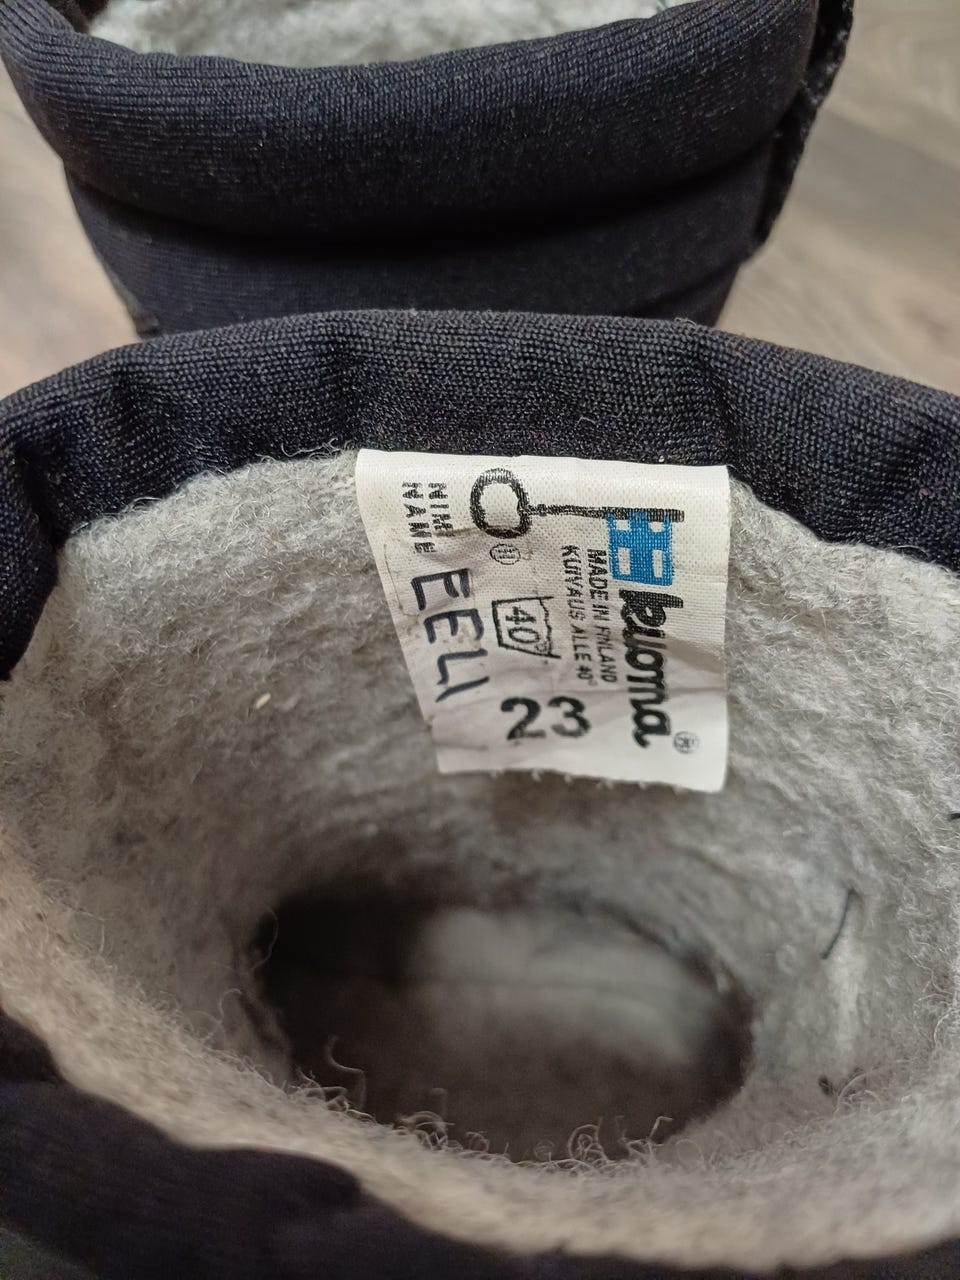 kuoma®
MADE IN FINLAND
KUIVAUS ALLE 40°
40°
23
NIMI
NAME
EELI